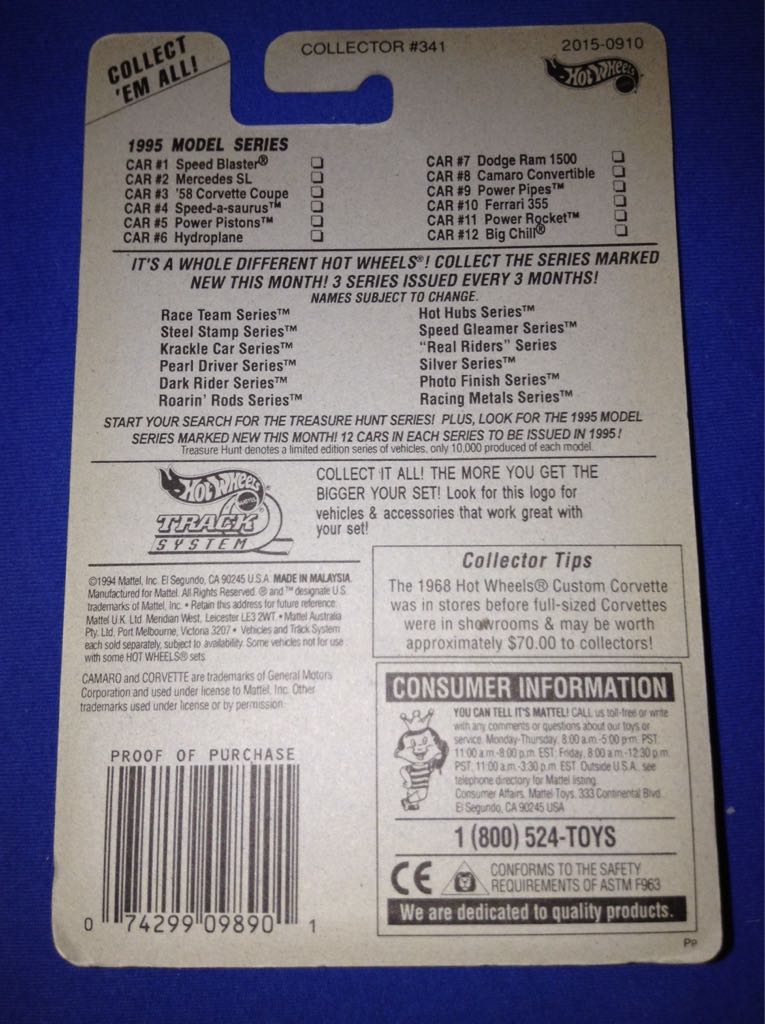 COLLECT
'EM ALL!
COLLECTOR #341
2015-0910
Hot Wheels
1995 MODEL SERIES
CAR #1 Speed Blaster®
CAR #2 Mercedes SL
CAR #3 '58 Corvette Coupe
CAR #4 Speed-a-saurus™
CAR #5 Power Pistons™
CAR #6 Hydroplane
CAR #7 Dodge Ram 1500
CAR #8 Camaro Convertible
CAR #9 Power Pipes™
CAR #10 Ferrari 355
CAR #11 Power Rocket™
CAR #12 Big Chill®
IT'S A WHOLE DIFFERENT HOT WHEELS®! COLLECT THE SERIES MARKED
NEW THIS MONTH! 3 SERIES ISSUED EVERY 3 MONTHS!
NAMES SUBJECT TO CHANGE.
Race Team Series™
Steel Stamp Series™
Krackle Car Series™
Pearl Driver Series™
Dark Rider Series™
Roarin' Rods Series™
Hot Hubs Series™
Speed Gleamer Series™
"Real Riders" Series
Silver Series™
Photo Finish Series™
Racing Metals Series™
START YOUR SEARCH FOR THE TREASURE HUNT SERIES! PLUS, LOOK FOR THE 1995 MODEL
SERIES MARKED NEW THIS MONTH! 12 CARS IN EACH SERIES TO BE ISSUED IN 1995!
Treasure Hunt denotes a limited edition series of vehicles, only 10,000 produced of each model.
Hot Wheels®
MATTEL
TRACK
SYSTEM
COLLECT IT ALL! THE MORE YOU GET THE
BIGGER YOUR SET! Look for this logo for
vehicles & accessories that work great with
your set!
©1994 Mattel, Inc. El Segundo, CA 90245 U.S.A. MADE IN MALAYSIA.
Manufactured for Mattel. All Rights Reserved. ® and ™ designate U.S.
trademarks of Mattel, Inc. • Retain this address for future reference:
Mattel U.K. Ltd. Meridian West, Leicester LE3 2WT. • Mattel Australia
Pty. Ltd. Port Melbourne, Victoria 3207 • Vehicles and Track System
each sold separately, subject to availability. Some vehicles not for use
with some HOT WHEELS® sets.
CAMARO and CORVETTE are trademarks of General Motors
Corporation and used under license to Mattel, Inc. Other
trademarks used under license or by permission.
Collector Tips
The 1968 Hot Wheels® Custom Corvette
was in stores before full-sized Corvettes
were in showrooms & may be worth
approximately $70.00 to collectors!
CONSUMER INFORMATION
YOU CAN TELL IT'S MATTEL! CALL us toll-free or write
with any comments or questions about our toys or
service. Monday-Thursday, 8:00 a.m.-5:00 p.m. PST,
11:00 a.m.-8:00 p.m. EST: Friday, 8:00 a.m.-12:30 p.m.
PST, 11:00 a.m.-3:30 p.m. EST. Outside U.S.A., see
telephone directory for Mattel listing.
Consumer Affairs, Mattel Toys, 333 Continental Blvd.
El Segundo, CA 90245 USA
1 (800) 524-TOYS
CE
CONFORMS TO THE SAFETY
REQUIREMENTS OF ASTM F963
We are dedicated to quality products.
PROOF OF PURCHASE
0 74299 09890 1
PP